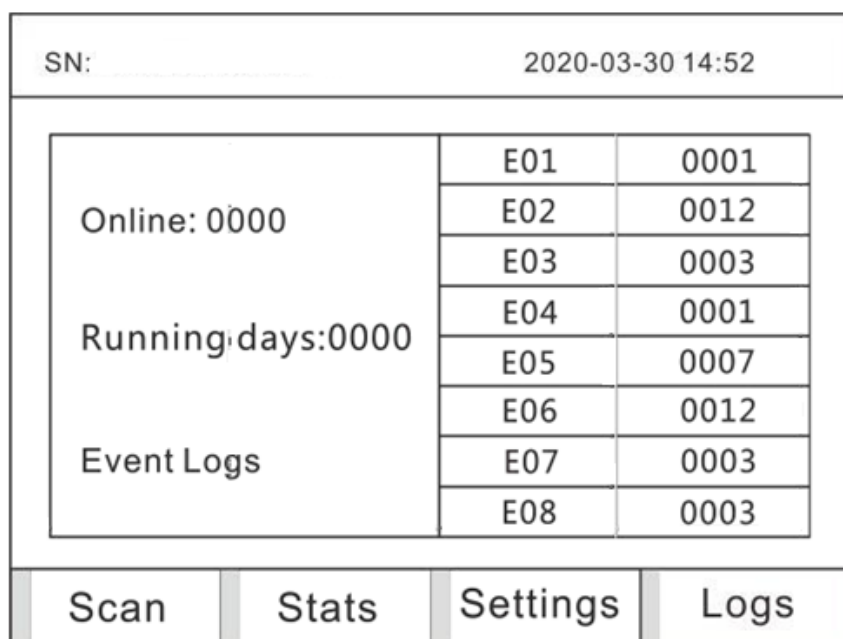 SN: 2020-03-30 14:52
Online: 0000
Running days:0000
Event Logs
E01 0001
E02 0012
E03 0003
E04 0001
E05 0007
E06 0012
E07 0003
E08 0003
Scan Stats Settings Logs